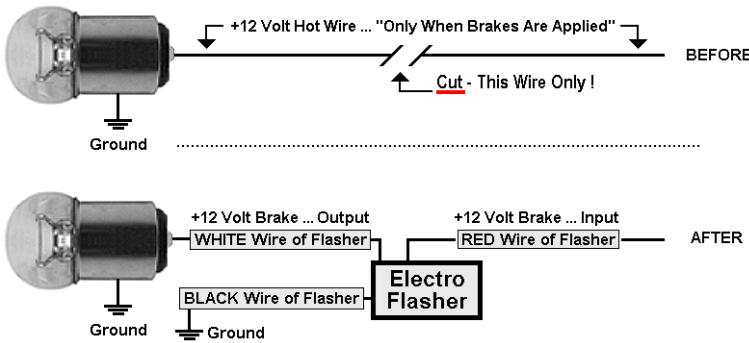 +12 Volt Hot Wire ... "Only When Brakes Are Applied"
BEFORE
Cut - This Wire Only !
Ground
+12 Volt Brake ... Output
+12 Volt Brake ... Input
WHITE Wire of Flasher
RED Wire of Flasher
AFTER
Electro
Flasher
BLACK Wire of Flasher
Ground
Ground